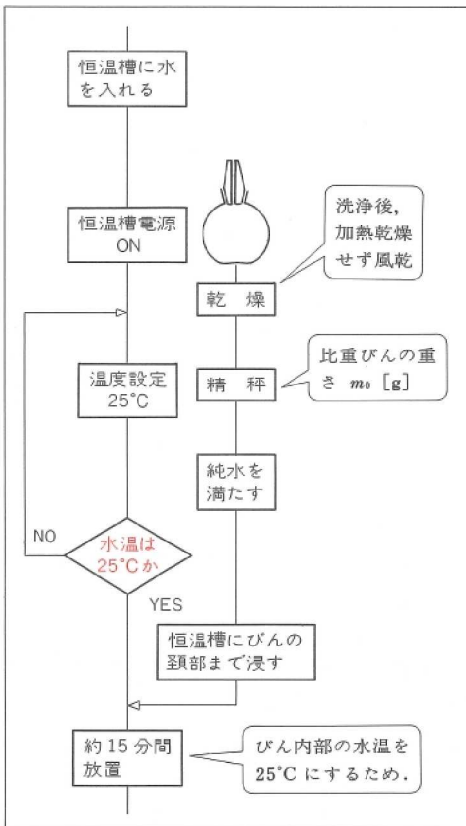 恒温槽に水
を入れる
恒温槽電源
ON
洗浄後,
加熱乾燥
せず風乾
乾 燥
温度設定
25°C
精 秤
比重びんの重
さ m₀ [g]
純水を
満たす
NO
水温は
25°Cか
YES
恒温槽にびんの
頚部まで浸す
約15分間
放置
びん内部の水温を
25°Cにするため.